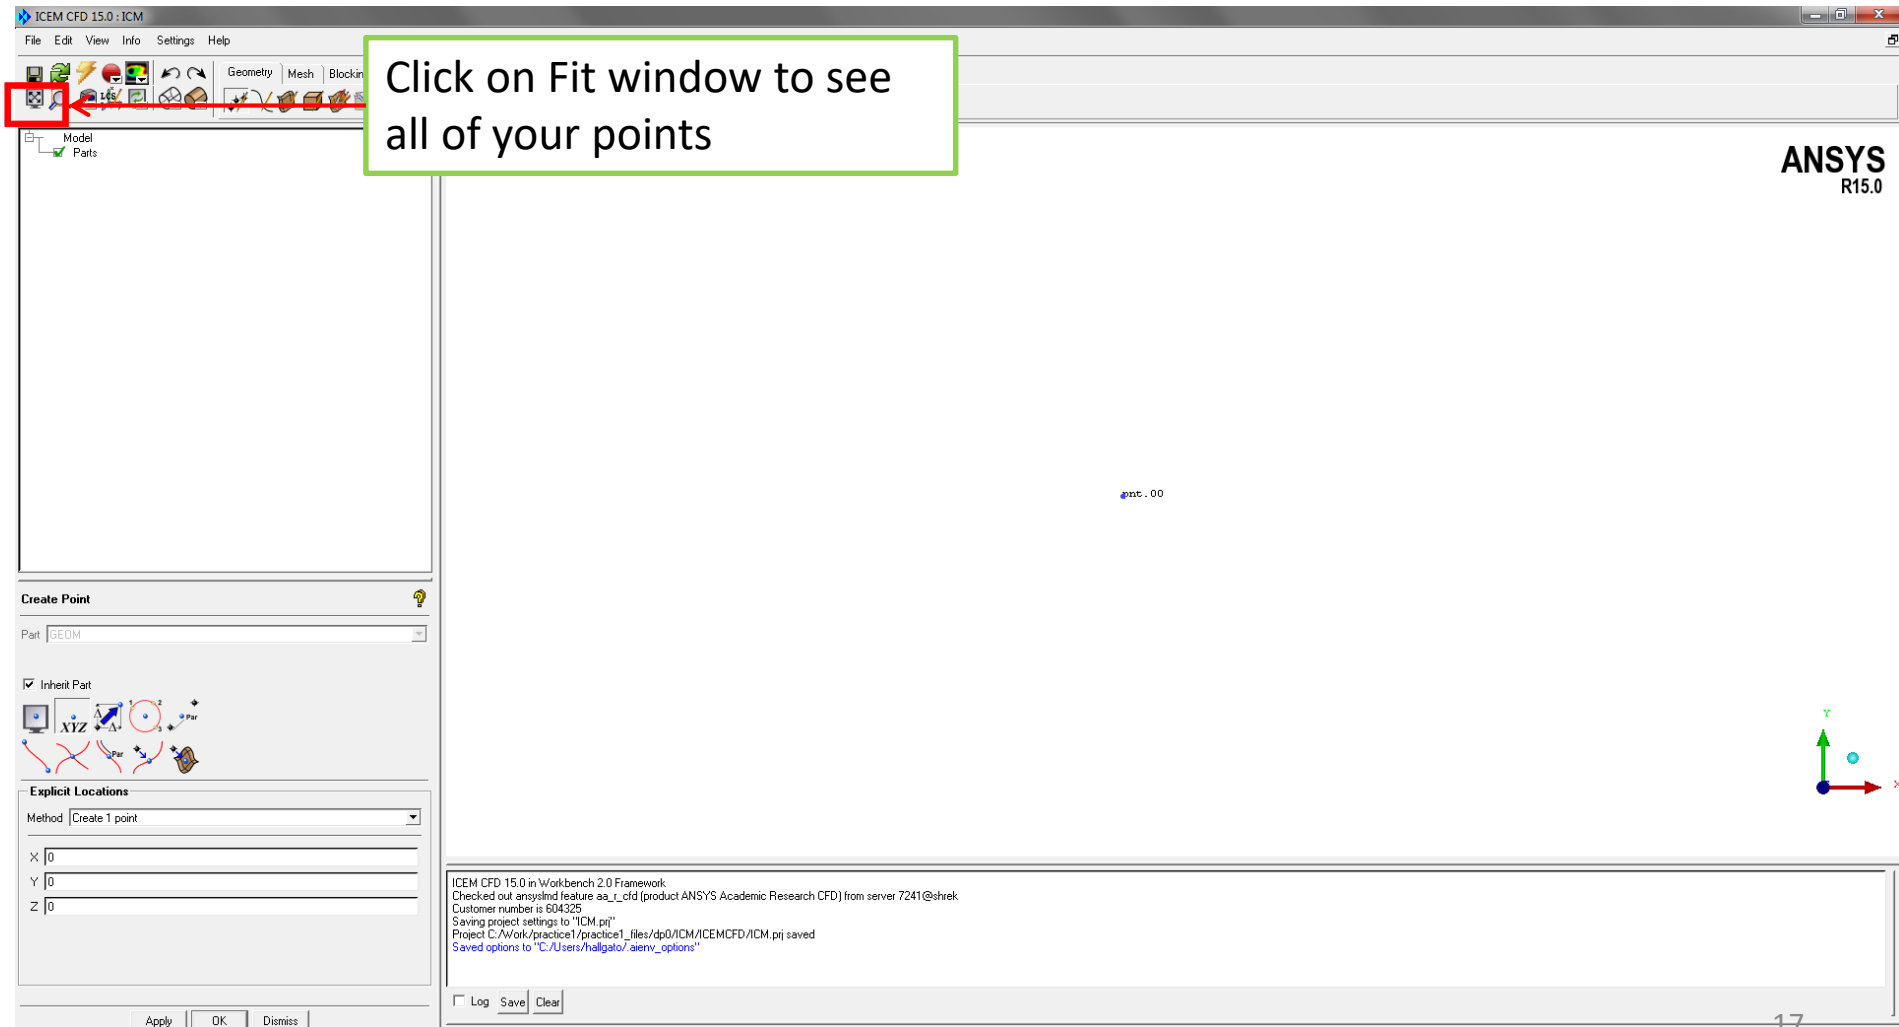 ICEM CFD 15.0 : ICM
File Edit View Info Settings Help
Geometry Mesh
Click on Fit window to see
all of your points
LCS
Model
Parts
ANSYS
R15.0
pnt.00
Create Point
Part GEOM
Inherit Part
XYZ
1 2 3
Par
Par
Explicit Locations
Method Create 1 point
X 0
Y 0
Z 0
Y
X
ICEM CFD 15.0 in Workbench 2.0 Framework
Checked out ansyslmd feature aa_r_cfd (product ANSYS Academic Research CFD) from server 7241@shrek
Customer number is 604325
Saving project settings to "ICM.prj"
Project C:/Work/practice1/practice1_files/dp0/ICM/ICEMCFD/ICM.prj saved
Saved options to "C:/Users/hallgato/.aienv_options"
Log Save Clear
Apply OK Dismiss
17